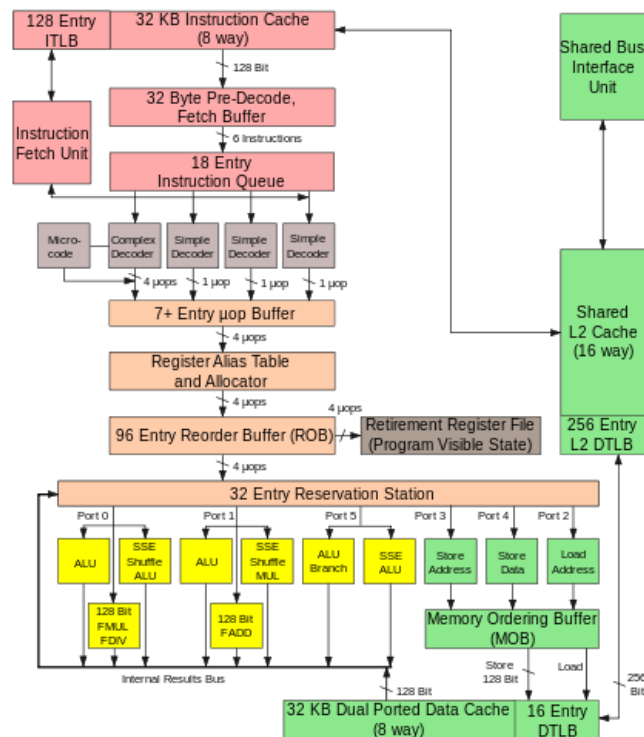 128 Entry
ITLB
32 KB Instruction Cache
(8 way)
Shared Bus
Interface
Unit
128 Bit
32 Byte Pre-Decode,
Fetch Buffer
Instruction
Fetch Unit
6 Instructions
18 Entry
Instruction Queue
Micro-
code
Complex
Decoder
Simple
Decoder
Simple
Decoder
Simple
Decoder
4 µops
1 µop
1 µop
1 µop
Shared
L2 Cache
(16 way)
7+ Entry µop Buffer
4 µops
Register Alias Table
and Allocator
4 µops
4 µops
96 Entry Reorder Buffer (ROB)
Retirement Register File
(Program Visible State)
256 Entry
L2 DTLB
4 µops
32 Entry Reservation Station
Port 0
Port 1
Port 5
Port 3
Port 4
Port 2
ALU
SSE
Shuffle
ALU
ALU
SSE
Shuffle
MUL
ALU
Branch
SSE
ALU
Store
Address
Store
Data
Load
Address
128 Bit
FMUL
FDIV
128 Bit
FADD
Memory Ordering Buffer
(MOB)
Internal Results Bus
Store
128 Bit
Load
256
Bit
128 Bit
32 KB Dual Ported Data Cache
(8 way)
16 Entry
DTLB